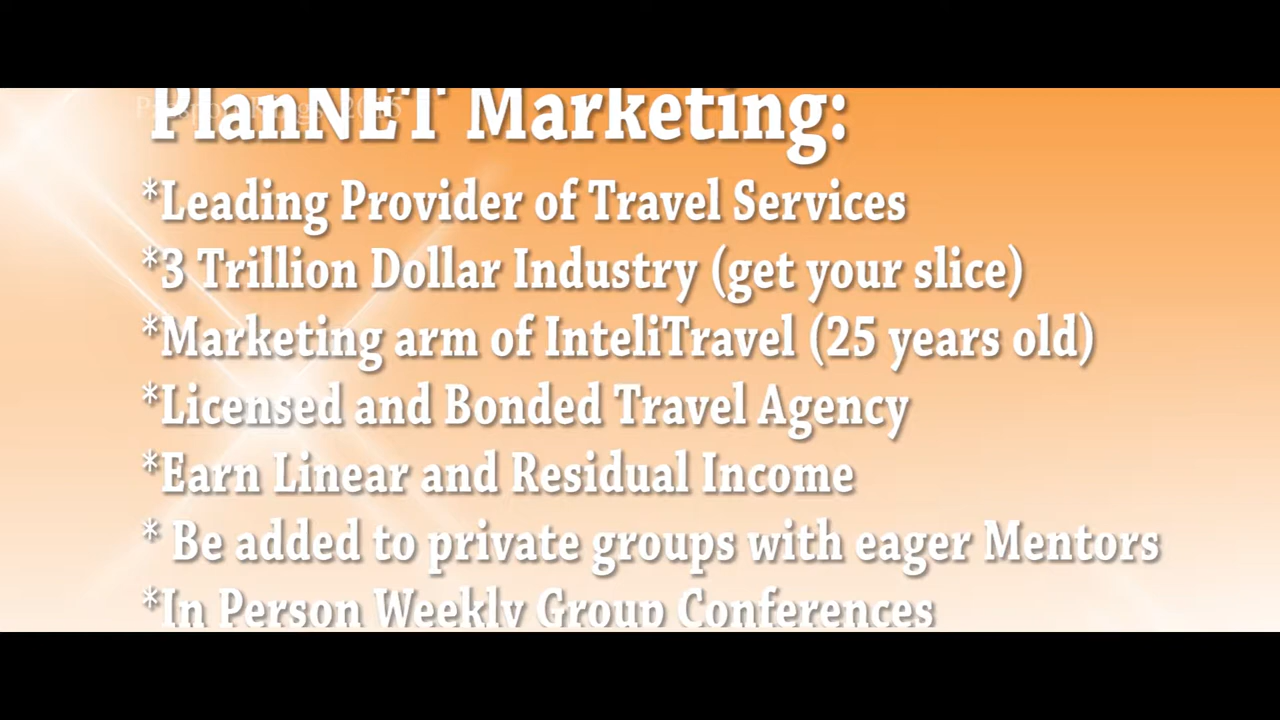 PlanNET Marketing:
*Leading Provider of Travel Services
*3 Trillion Dollar Industry (get your slice)
*Marketing arm of InteliTravel (25 years old)
*Licensed and Bonded Travel Agency
*Earn Linear and Residual Income
* Be added to private groups with eager Mentors
*In Person Weekly Group Conferences